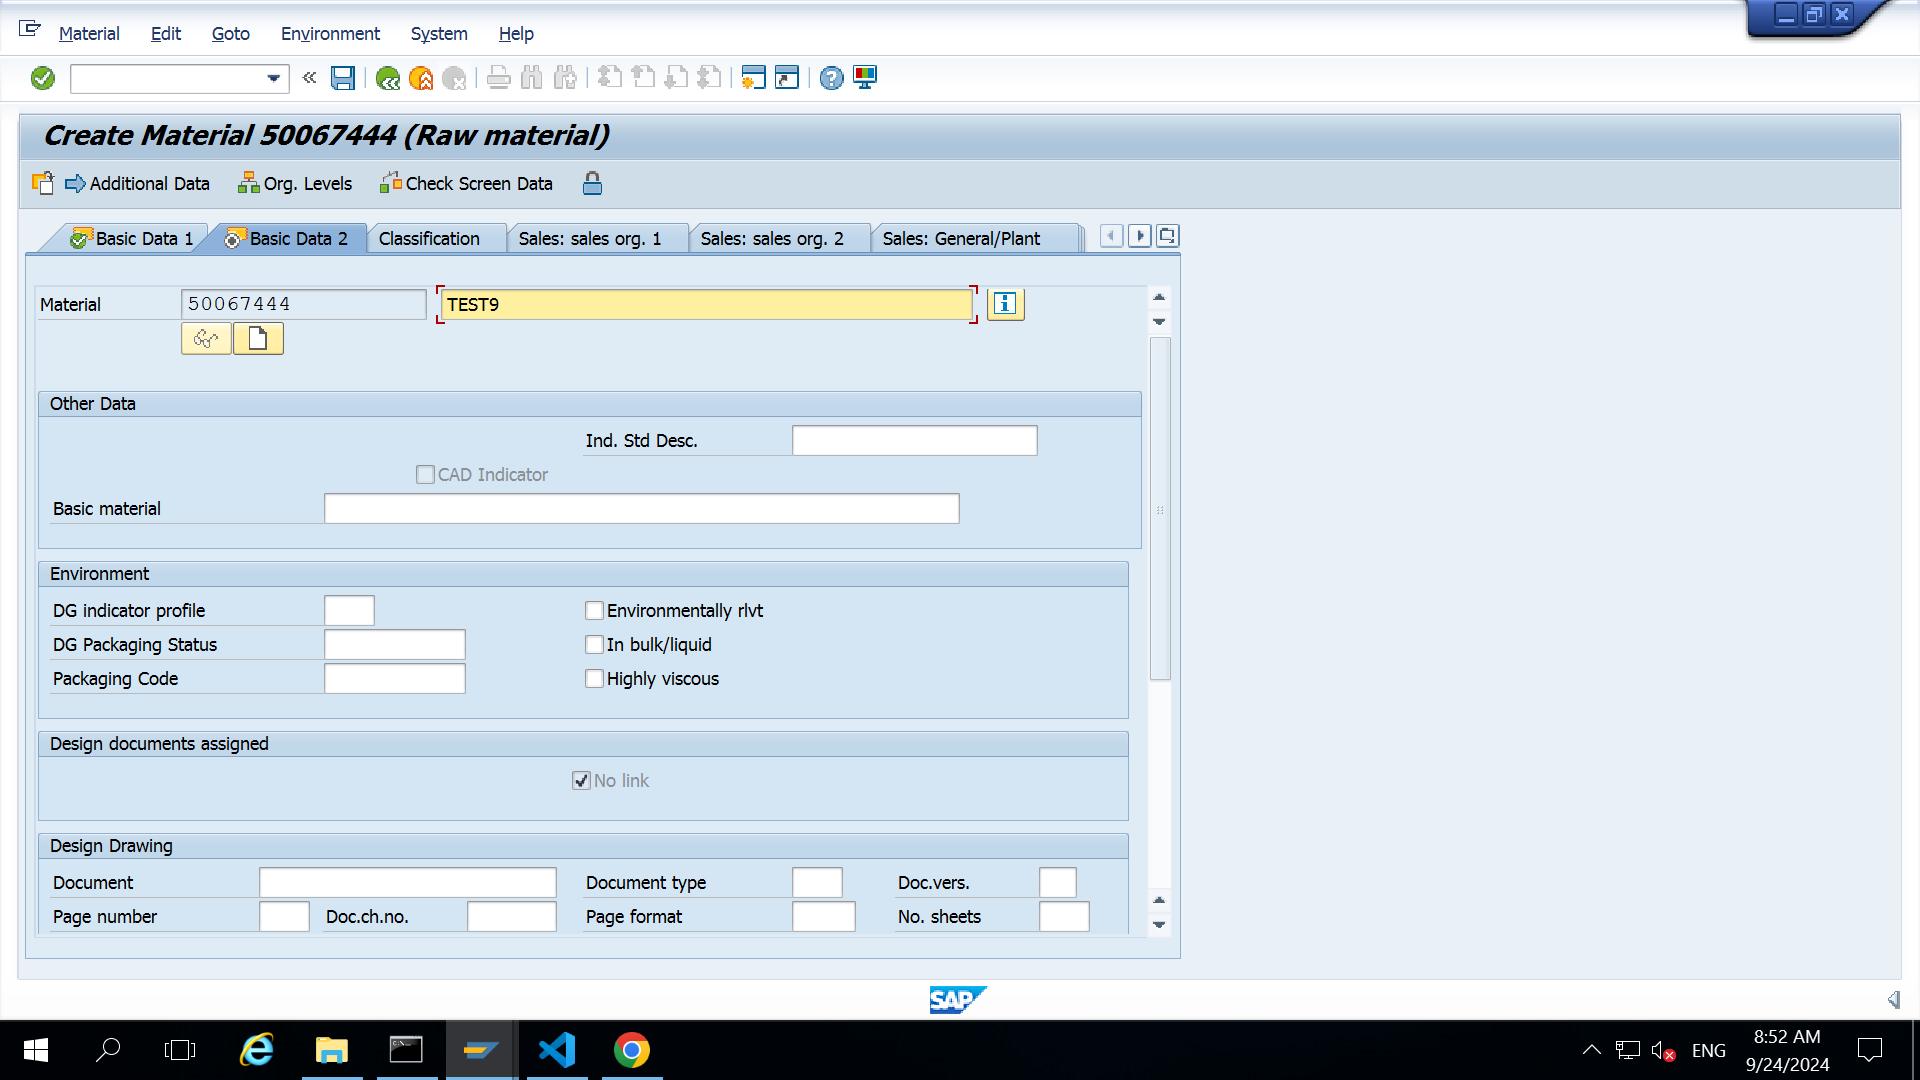 Material Edit Goto Environment System Help
Create Material 50067444 (Raw material)
Additional Data Org. Levels Check Screen Data
Basic Data 1 Basic Data 2 Classification Sales: sales org. 1 Sales: sales org. 2 Sales: General/Plant
Material 50067444 TEST9
Other Data
Ind. Std Desc.
CAD Indicator
Basic material
Environment
DG indicator profile Environmentally rlvt
DG Packaging Status In bulk/liquid
Packaging Code Highly viscous
Design documents assigned
No link
Design Drawing
Document Document type Doc.vers.
Page number Doc.ch.no. Page format No. sheets
SAP
ENG 8:52 AM
9/24/2024